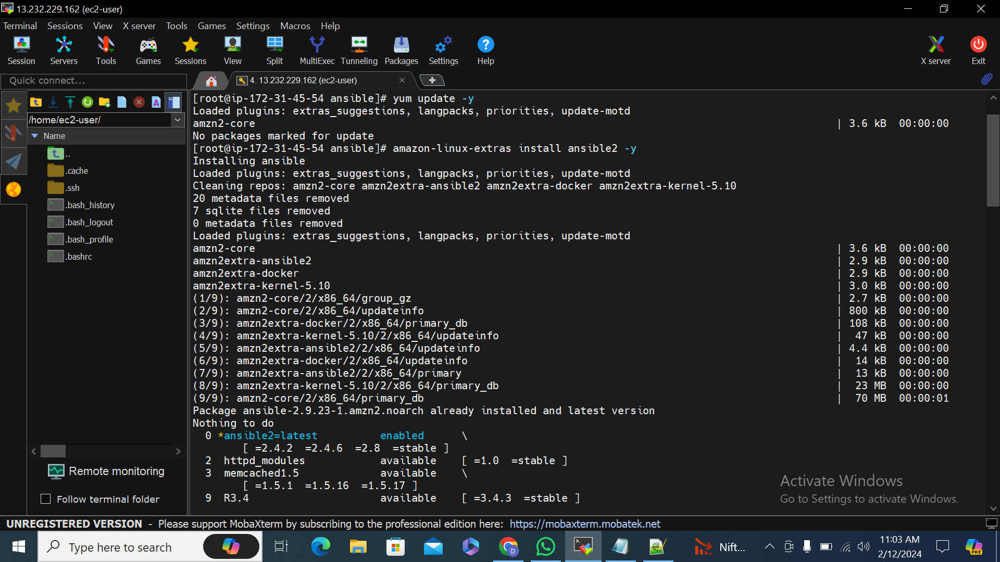 13.232.229.162 (ec2-user)
Terminal Sessions View X server Tools Games Settings Macros Help
Session Servers Tools Games Sessions View Split MultiExec Tunneling Packages Settings Help X server Exit
Quick connect...
4. 13.232.229.162 (ec2-user)
/home/ec2-user/
Name
..
.cache
.ssh
.bash_history
.bash_logout
.bash_profile
.bashrc
Remote monitoring
Follow terminal folder
[root@ip-172-31-45-54 ansible]# yum update -y
Loaded plugins: extras_suggestions, langpacks, priorities, update-motd
amzn2-core | 3.6 kB 00:00:00
No packages marked for update
[root@ip-172-31-45-54 ansible]# amazon-linux-extras install ansible2 -y
Installing ansible
Loaded plugins: extras_suggestions, langpacks, priorities, update-motd
Cleaning repos: amzn2-core amzn2extra-ansible2 amzn2extra-docker amzn2extra-kernel-5.10
20 metadata files removed
7 sqlite files removed
0 metadata files removed
Loaded plugins: extras_suggestions, langpacks, priorities, update-motd
amzn2-core | 3.6 kB 00:00:00
amzn2extra-ansible2 | 2.9 kB 00:00:00
amzn2extra-docker | 2.9 kB 00:00:00
amzn2extra-kernel-5.10 | 3.0 kB 00:00:00
(1/9): amzn2-core/2/x86_64/group_gz | 2.7 kB 00:00:00
(2/9): amzn2-core/2/x86_64/updateinfo | 800 kB 00:00:00
(3/9): amzn2extra-docker/2/x86_64/primary_db | 108 kB 00:00:00
(4/9): amzn2extra-kernel-5.10/2/x86_64/updateinfo | 47 kB 00:00:00
(5/9): amzn2extra-ansible2/2/x86_64/updateinfo | 4.4 kB 00:00:00
(6/9): amzn2extra-docker/2/x86_64/updateinfo | 14 kB 00:00:00
(7/9): amzn2extra-ansible2/2/x86_64/primary | 13 kB 00:00:00
(8/9): amzn2extra-kernel-5.10/2/x86_64/primary_db | 23 MB 00:00:00
(9/9): amzn2-core/2/x86_64/primary_db | 70 MB 00:00:01
Package ansible-2.9.23-1.amzn2.noarch already installed and latest version
Nothing to do
0 *ansible2=latest enabled \
[ =2.4.2 =2.4.6 =2.8 =stable ]
2 httpd_modules available [ =1.0 =stable ]
3 memcached1.5 available \
[ =1.5.1 =1.5.16 =1.5.17 ]
9 R3.4 available [ =3.4.3 =stable ]
Activate Windows
Go to Settings to activate Windows.
UNREGISTERED VERSION - Please support MobaXterm by subscribing to the professional edition here: https://mobaxterm.mobatek.net
Type here to search
D
Nift...
11:03 AM
2/12/2024
PRE